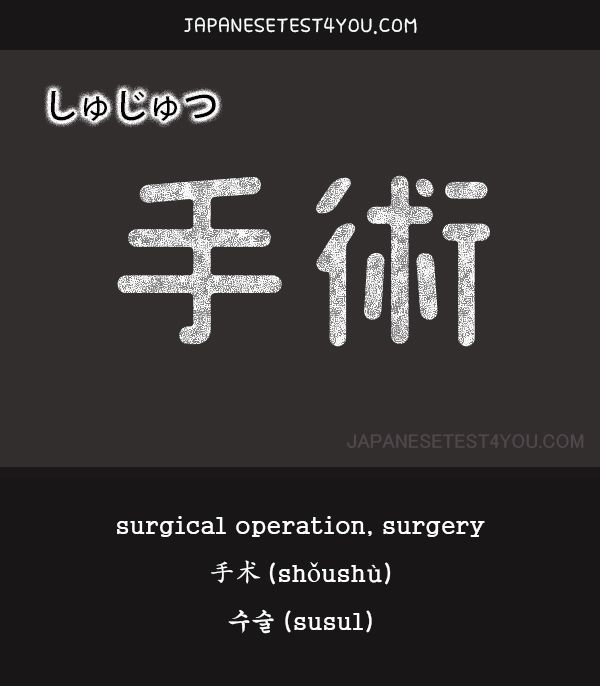 JAPANESETEST4YOU.COM
しゅじゅつ
手術
JAPANESETEST4YOU.COM
surgical operation, surgery
手术 (shǒushù)
수술 (susul)